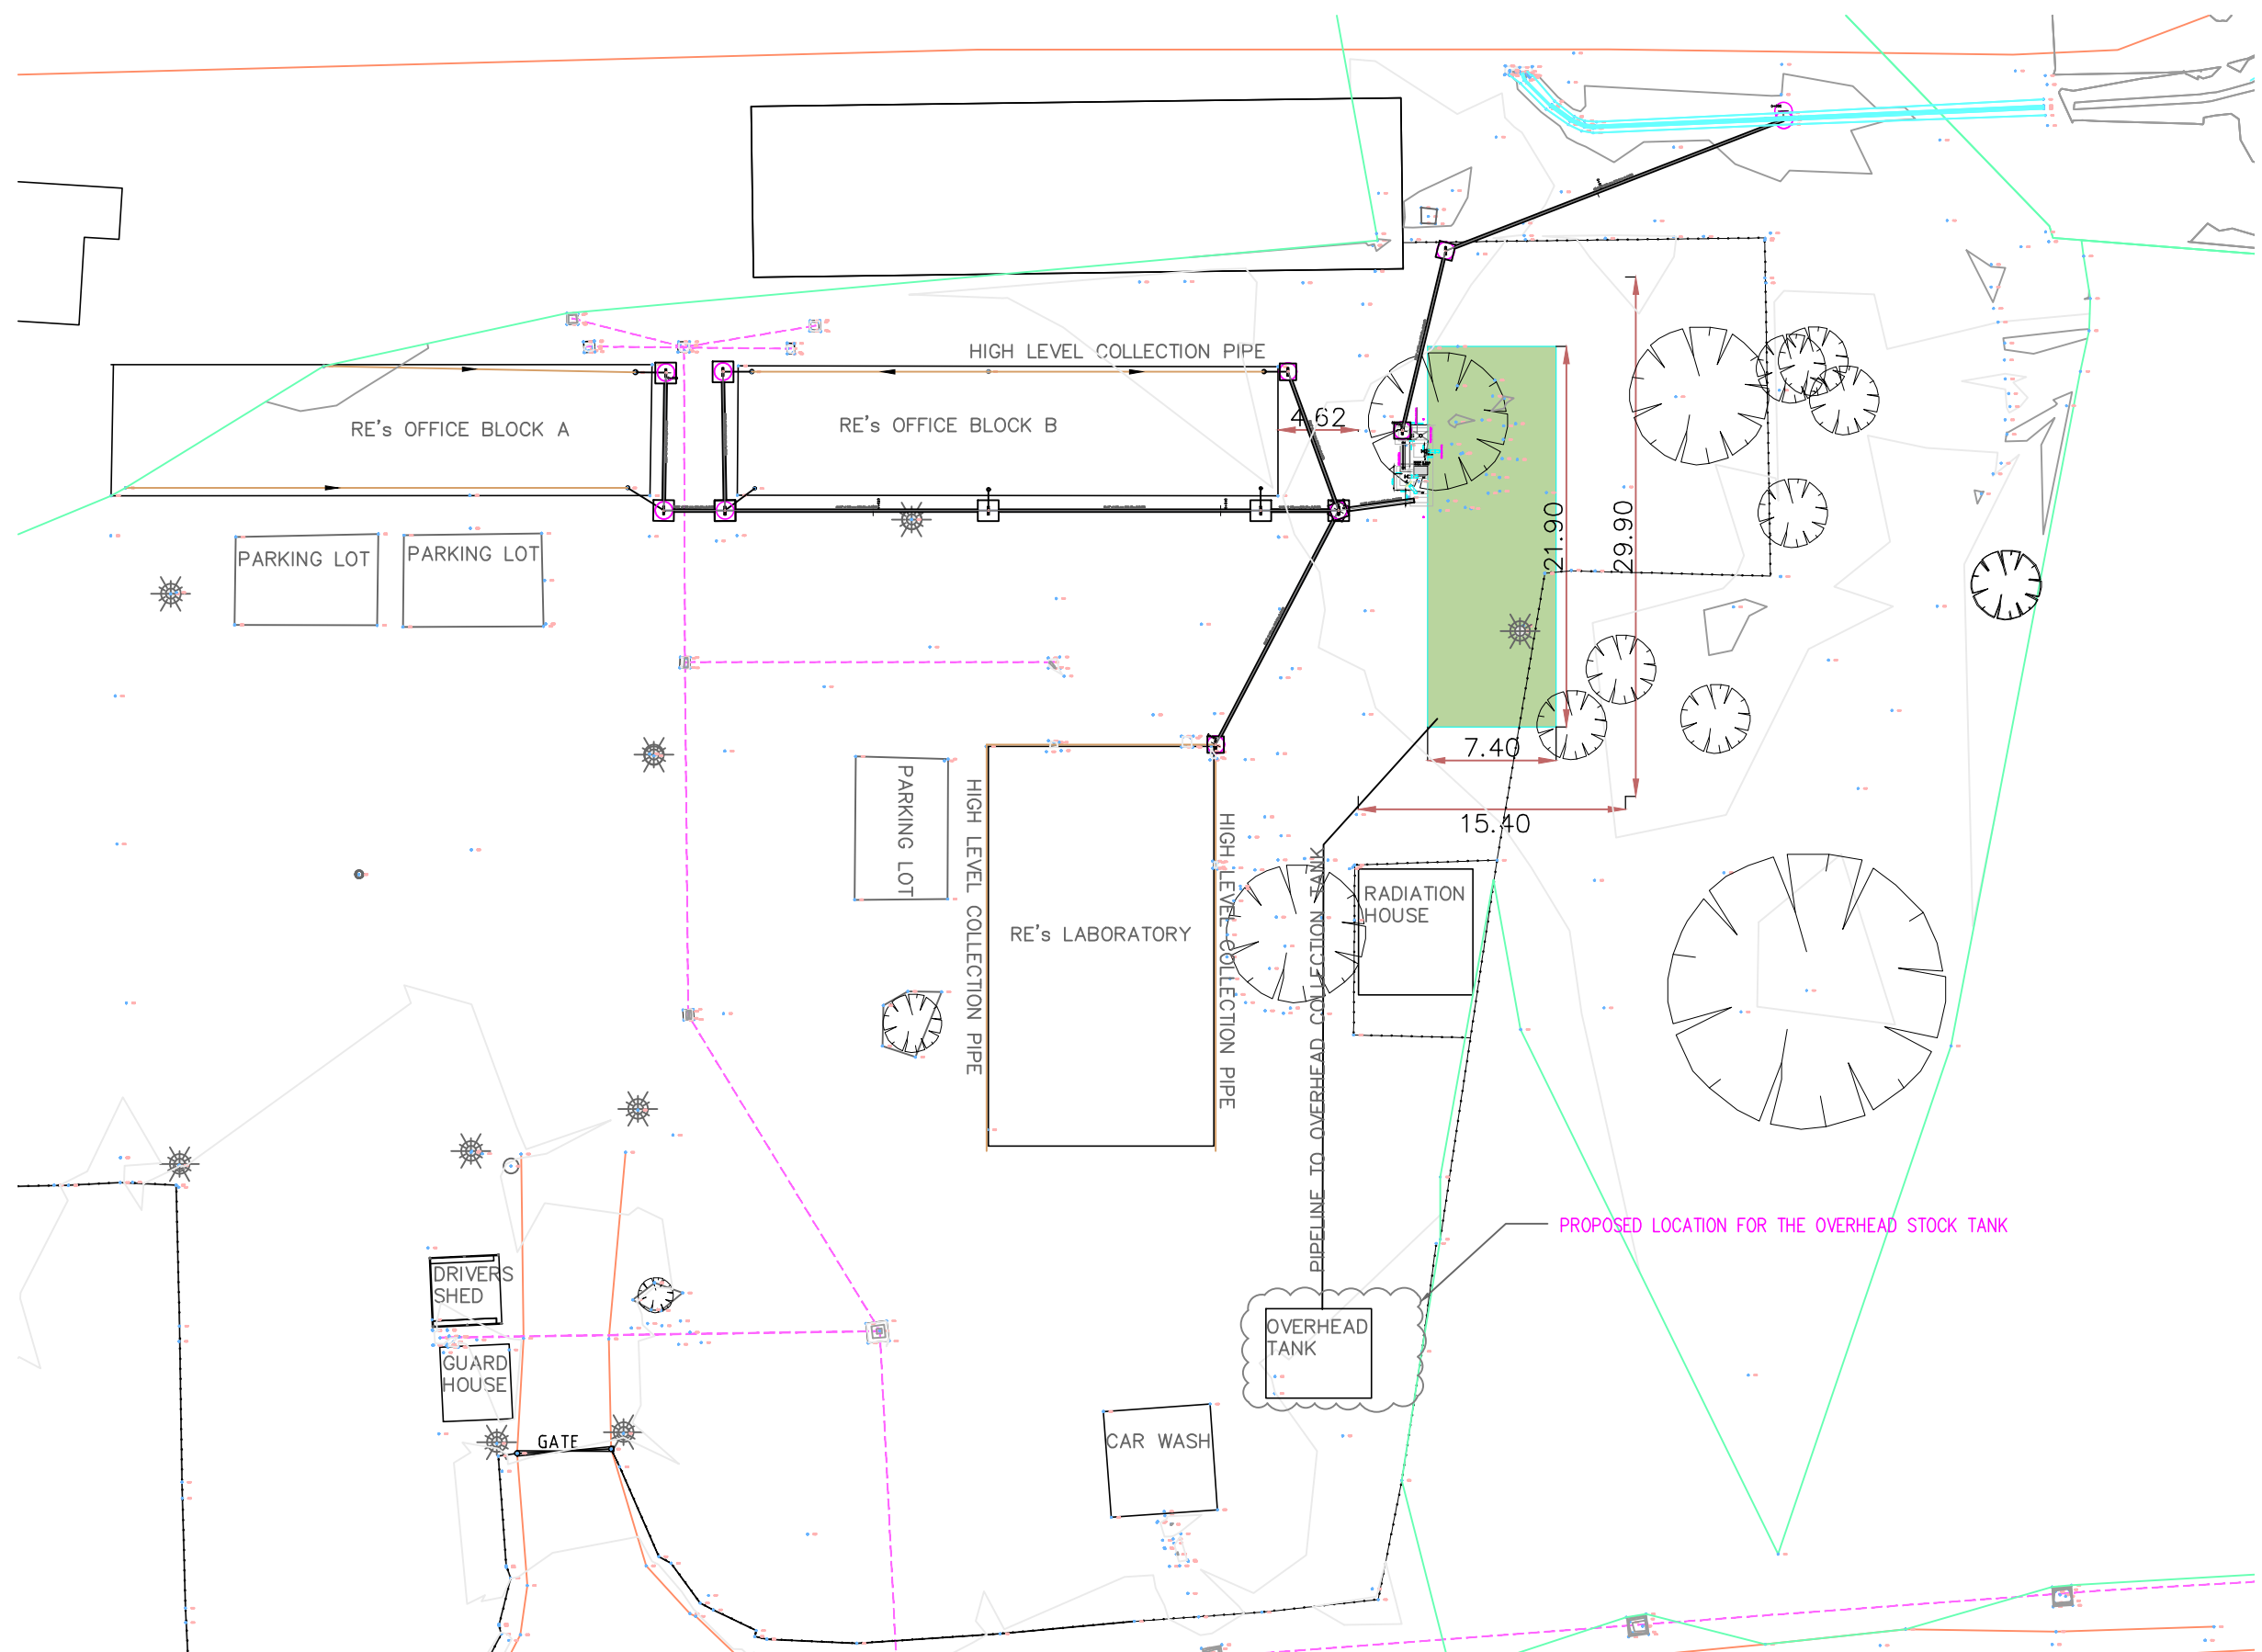 HIGH LEVEL COLLECTION PIPE
RE's OFFICE BLOCK A
RE's OFFICE BLOCK B
4.62
PARKING LOT
PARKING LOT
21.90
29.90
7.40
15.40
PARKING LOT
HIGH LEVEL COLLECTION PIPE
RE's LABORATORY
HIGH LEVEL COLLECTION PIPE
PIPELINE TO OVERHEAD COLLECTION TANK
RADIATION
HOUSE
PROPOSED LOCATION FOR THE OVERHEAD STOCK TANK
DRIVERS
SHED
OVERHEAD
TANK
GUARD
HOUSE
GATE
CAR WASH